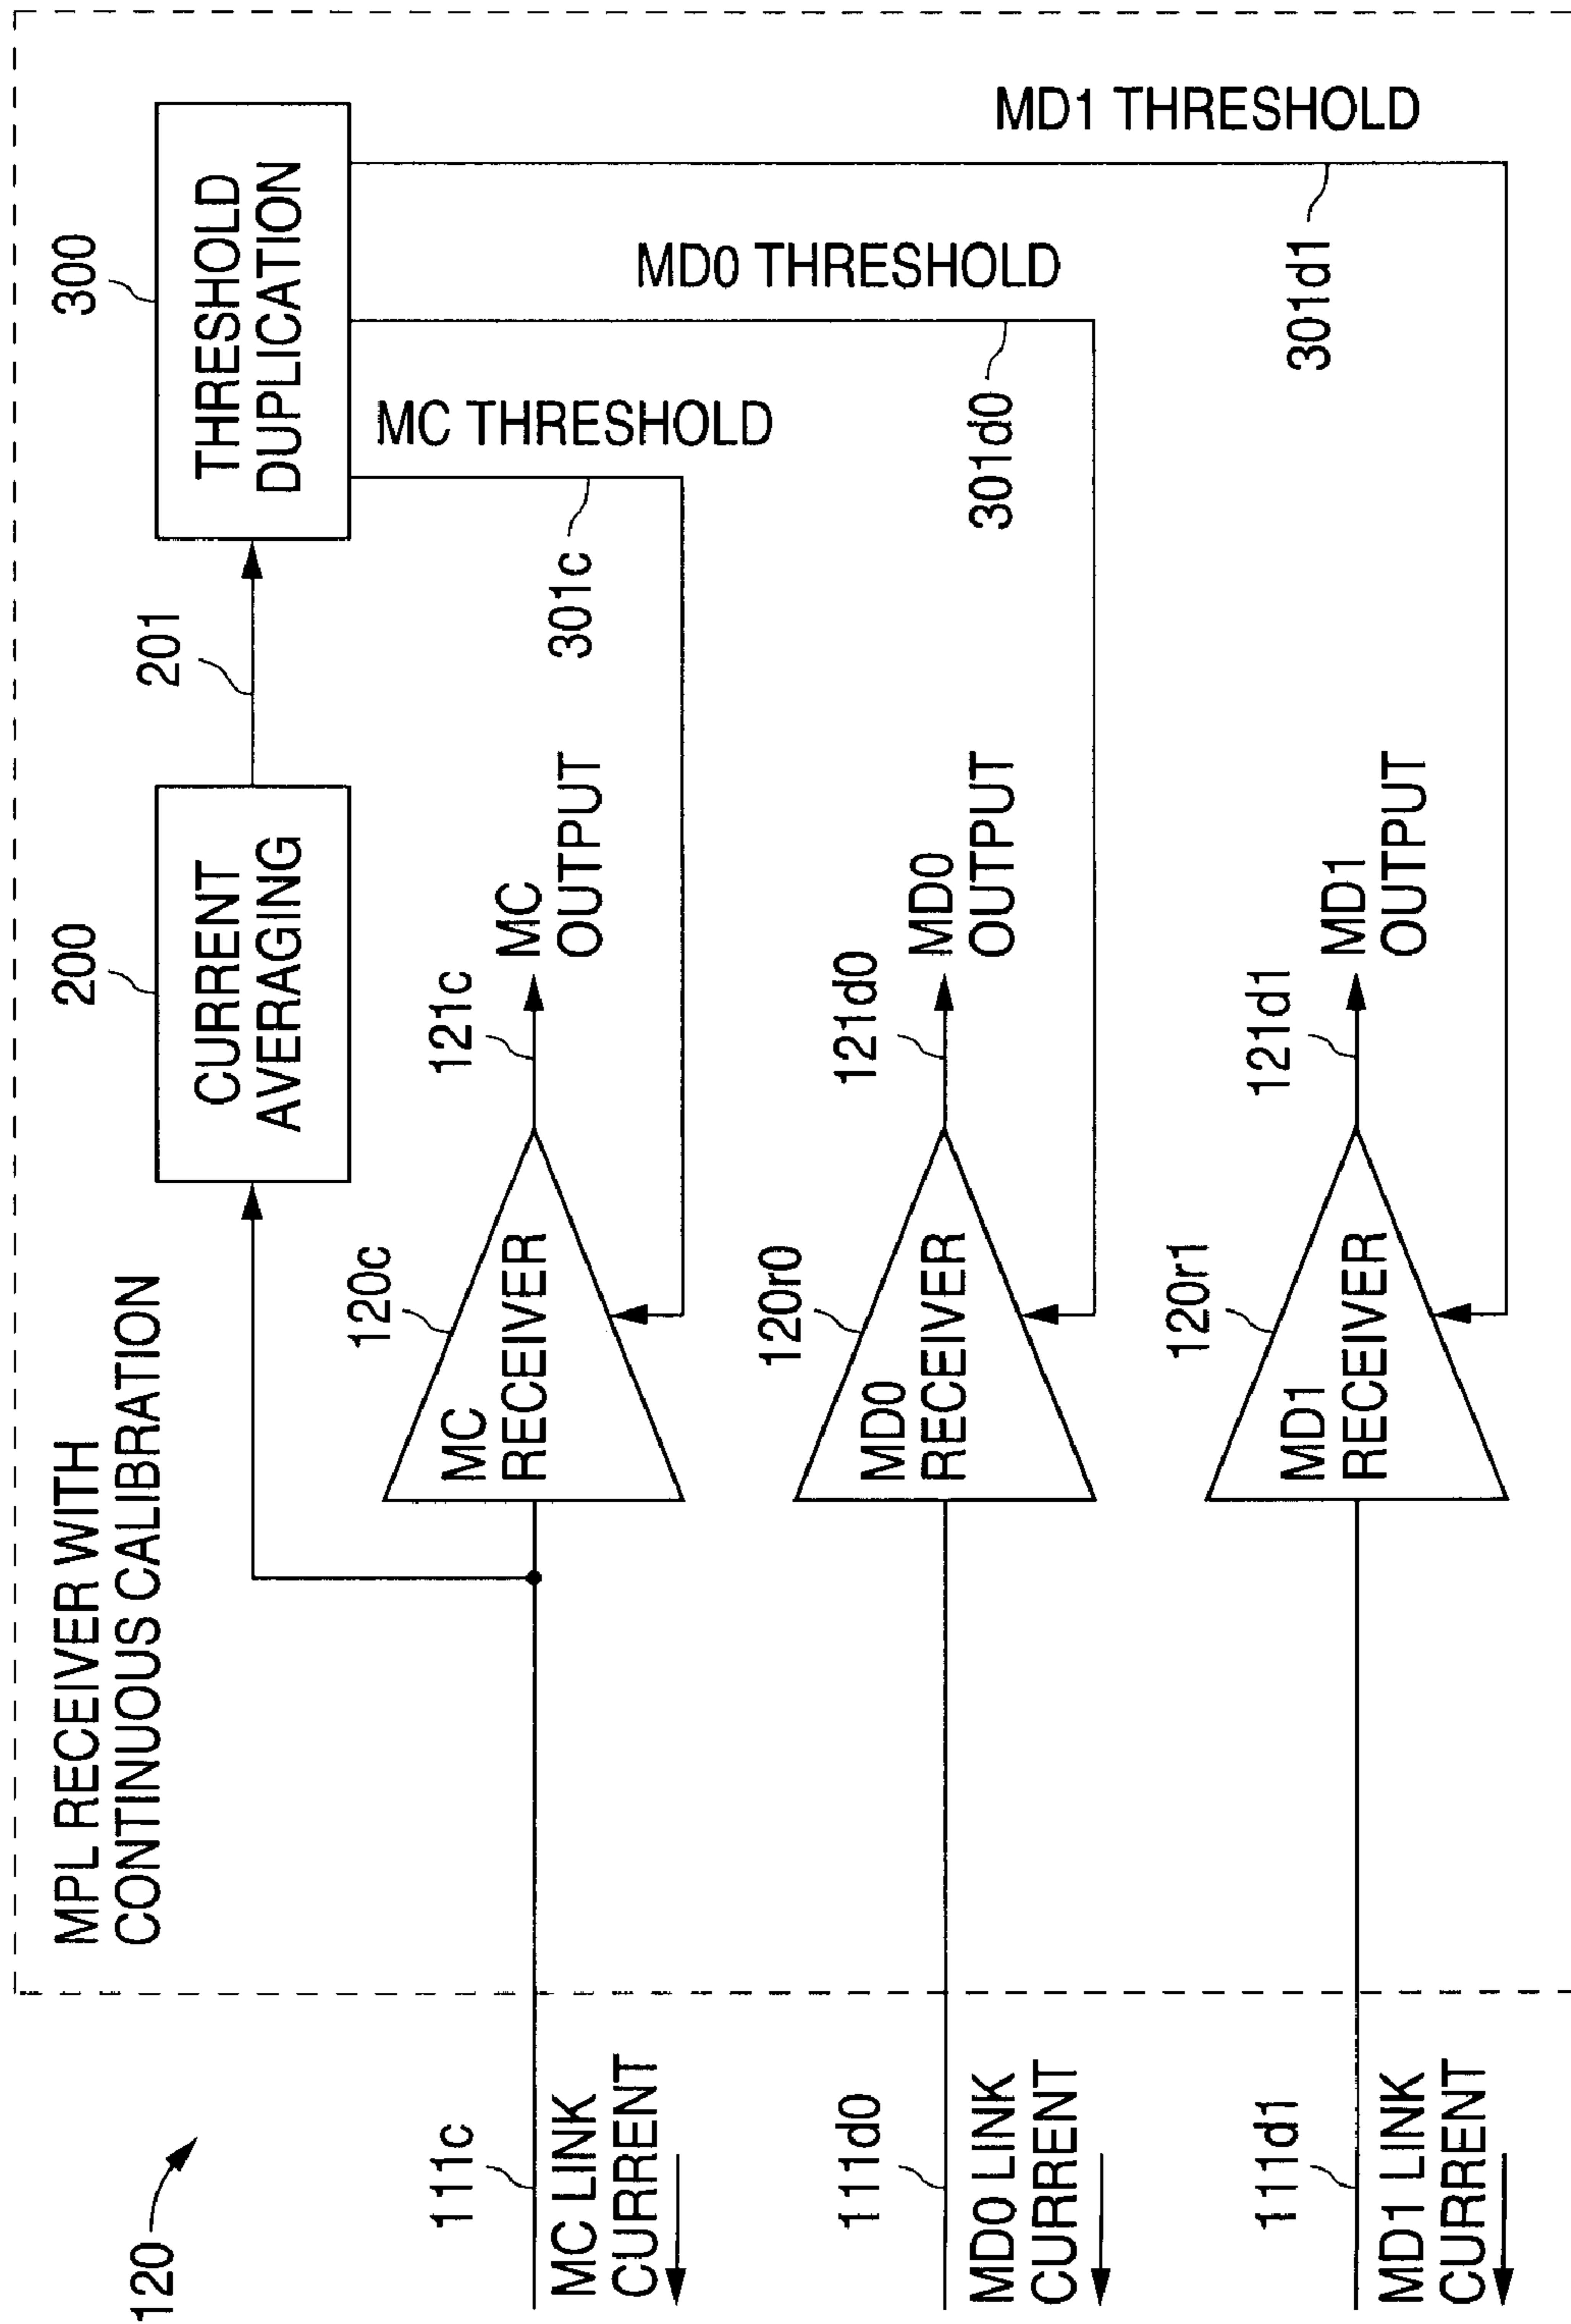 120
MPL RECEIVER WITH
CONTINUOUS CALIBRATION
200
CURRENT
AVERAGING
201
300
THRESHOLD
DUPLICATION
111c
MC LINK
CURRENT
120c
MC
RECEIVER
121c
MC
OUTPUT
301c
MC THRESHOLD
111d0
MD0 LINK
CURRENT
120r0
MD0
RECEIVER
121d0
MD0
OUTPUT
301d0
MD0 THRESHOLD
111d1
MD1 LINK
CURRENT
120r1
MD1
RECEIVER
121d1
MD1
OUTPUT
301d1
MD1 THRESHOLD